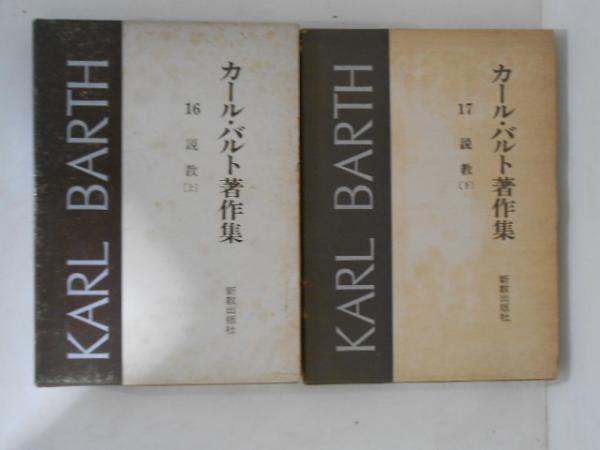 KARL BARTH
カール・バルト著作集
16 説教
[上]
新教出版社
KARL BARTH
カール・バルト著作集
17 説教
[下]
新教出版社